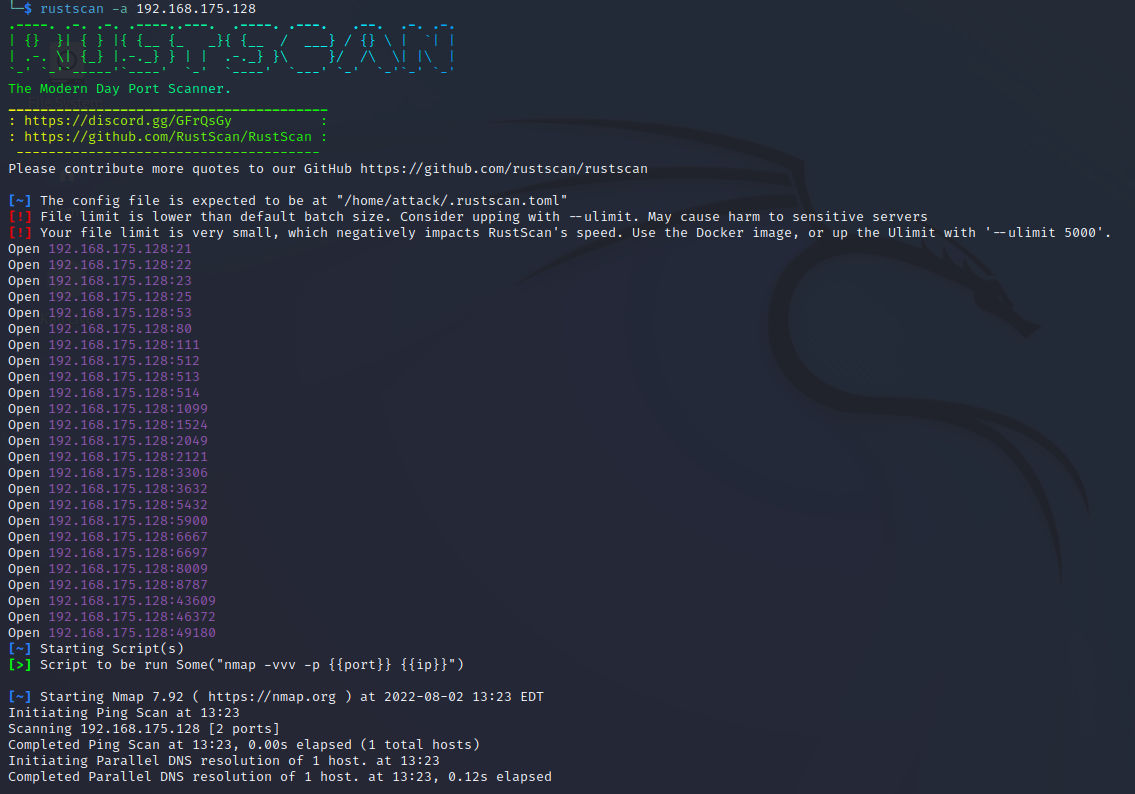 └─$ rustscan -a 192.168.175.128
.----. .-. .-. .----..---.  .----. .---.   .--.  .-. .-.
| {}  }| { } |{ {__ {_   _}{ {__  /  ___} / {} \ |  `| |
| .-. \| {_} |.-._} } | |  .-._} }\     }/  /\  \| |\  |
`-' `-'`-----'`----'  `-'  `----'  `---' `-'  `-'`-' `-'
The Modern Day Port Scanner.
________________________________________
: https://discord.gg/GFrQsGy           :
: https://github.com/RustScan/RustScan :
 --------------------------------------
Please contribute more quotes to our GitHub https://github.com/rustscan/rustscan
[~] The config file is expected to be at "/home/attack/.rustscan.toml"
[!] File limit is lower than default batch size. Consider upping with --ulimit. May cause harm to sensitive servers
[!] Your file limit is very small, which negatively impacts RustScan's speed. Use the Docker image, or up the Ulimit with '--ulimit 5000'.
Open 192.168.175.128:21
Open 192.168.175.128:22
Open 192.168.175.128:23
Open 192.168.175.128:25
Open 192.168.175.128:53
Open 192.168.175.128:80
Open 192.168.175.128:111
Open 192.168.175.128:512
Open 192.168.175.128:513
Open 192.168.175.128:514
Open 192.168.175.128:1099
Open 192.168.175.128:1524
Open 192.168.175.128:2049
Open 192.168.175.128:2121
Open 192.168.175.128:3306
Open 192.168.175.128:3632
Open 192.168.175.128:5432
Open 192.168.175.128:5900
Open 192.168.175.128:6667
Open 192.168.175.128:6697
Open 192.168.175.128:8009
Open 192.168.175.128:8787
Open 192.168.175.128:43609
Open 192.168.175.128:46372
Open 192.168.175.128:49180
[~] Starting Script(s)
[>] Script to be run Some("nmap -vvv -p {{port}} {{ip}}")
[~] Starting Nmap 7.92 ( https://nmap.org ) at 2022-08-02 13:23 EDT
Initiating Ping Scan at 13:23
Scanning 192.168.175.128 [2 ports]
Completed Ping Scan at 13:23, 0.00s elapsed (1 total hosts)
Initiating Parallel DNS resolution of 1 host. at 13:23
Completed Parallel DNS resolution of 1 host. at 13:23, 0.12s elapsed